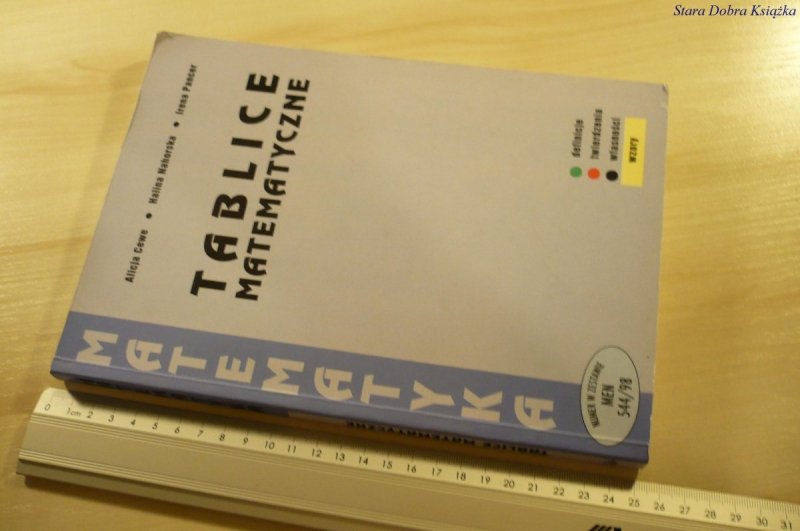 Stara Dobra Książka
Alicja Cewe • Halina Nahorska • Irena Pancer
TABLICE
MATEMATYCZNE
definicje
twierdzenia
własności
wzory
MATEMATYKA
NUMER W ZESTAWIE
MEN
544/98
TABLICE MATEMATYCZNE
0 1cm 2 3 4 5 6 7 8 9 10 11 12 13 14 15 16 17 18 19 20 21 22 23 24 25 26 27 28 29 30 31